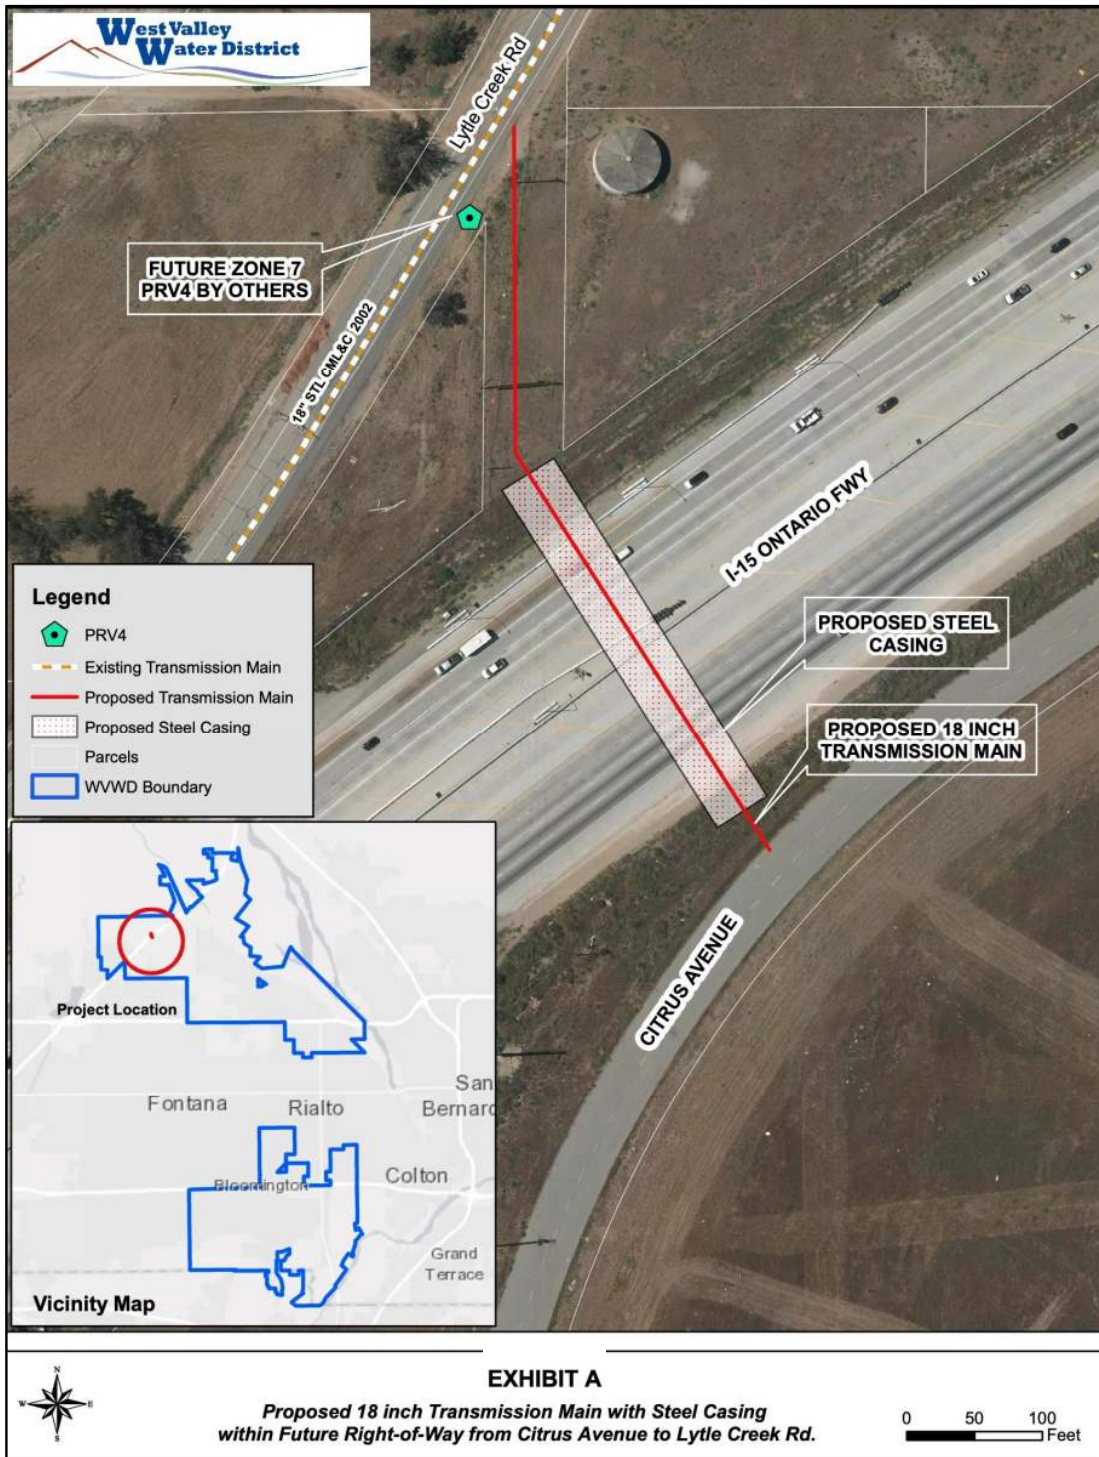 West Valley
Water District
Lytle Creek Rd
FUTURE ZONE 7
PRV4 BY OTHERS
18" STL CML&C 2002
I-15 ONTARIO FWY
PROPOSED STEEL
CASING
PROPOSED 18 INCH
TRANSMISSION MAIN
CITRUS AVENUE
Legend
PRV4
Existing Transmission Main
Proposed Transmission Main
Proposed Steel Casing
Parcels
WVWD Boundary
Project Location
Fontana
Rialto
San
Bernard
Bloomington
Colton
Grand
Terrace
Vicinity Map
N
W
E
S
EXHIBIT A
Proposed 18 inch Transmission Main with Steel Casing
within Future Right-of-Way from Citrus Avenue to Lytle Creek Rd.
0 50 100
Feet